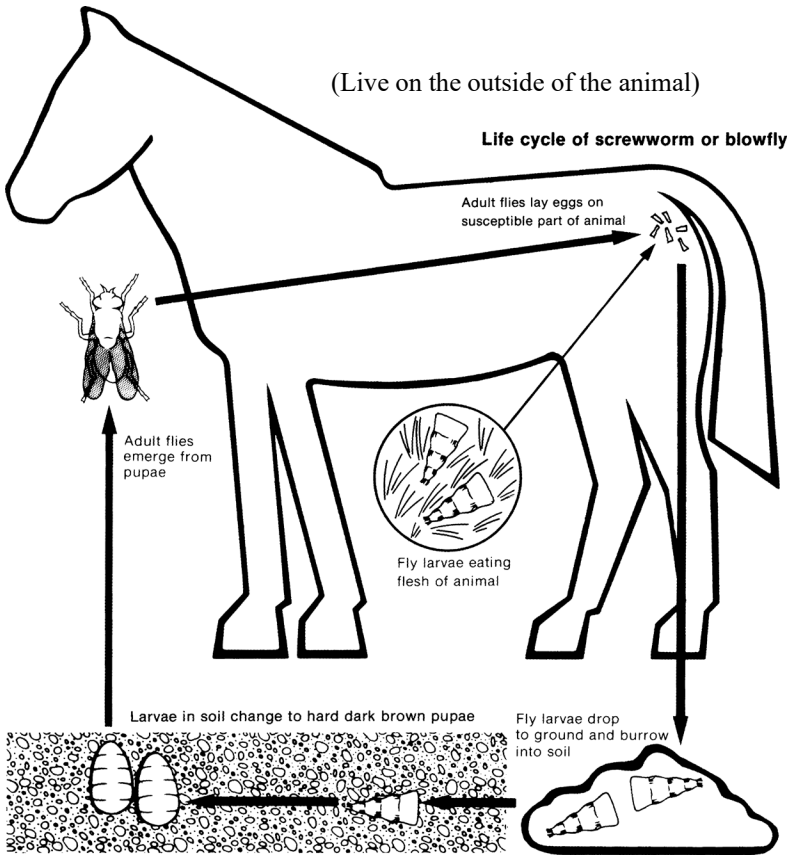 (Live on the outside of the animal)
Life cycle of screwworm or blowfly
Adult flies lay eggs on
susceptible part of animal
Adult flies
emerge from
pupae
Fly larvae eating
flesh of animal
Larvae in soil change to hard dark brown pupae
Fly larvae drop
to ground and burrow
into soil